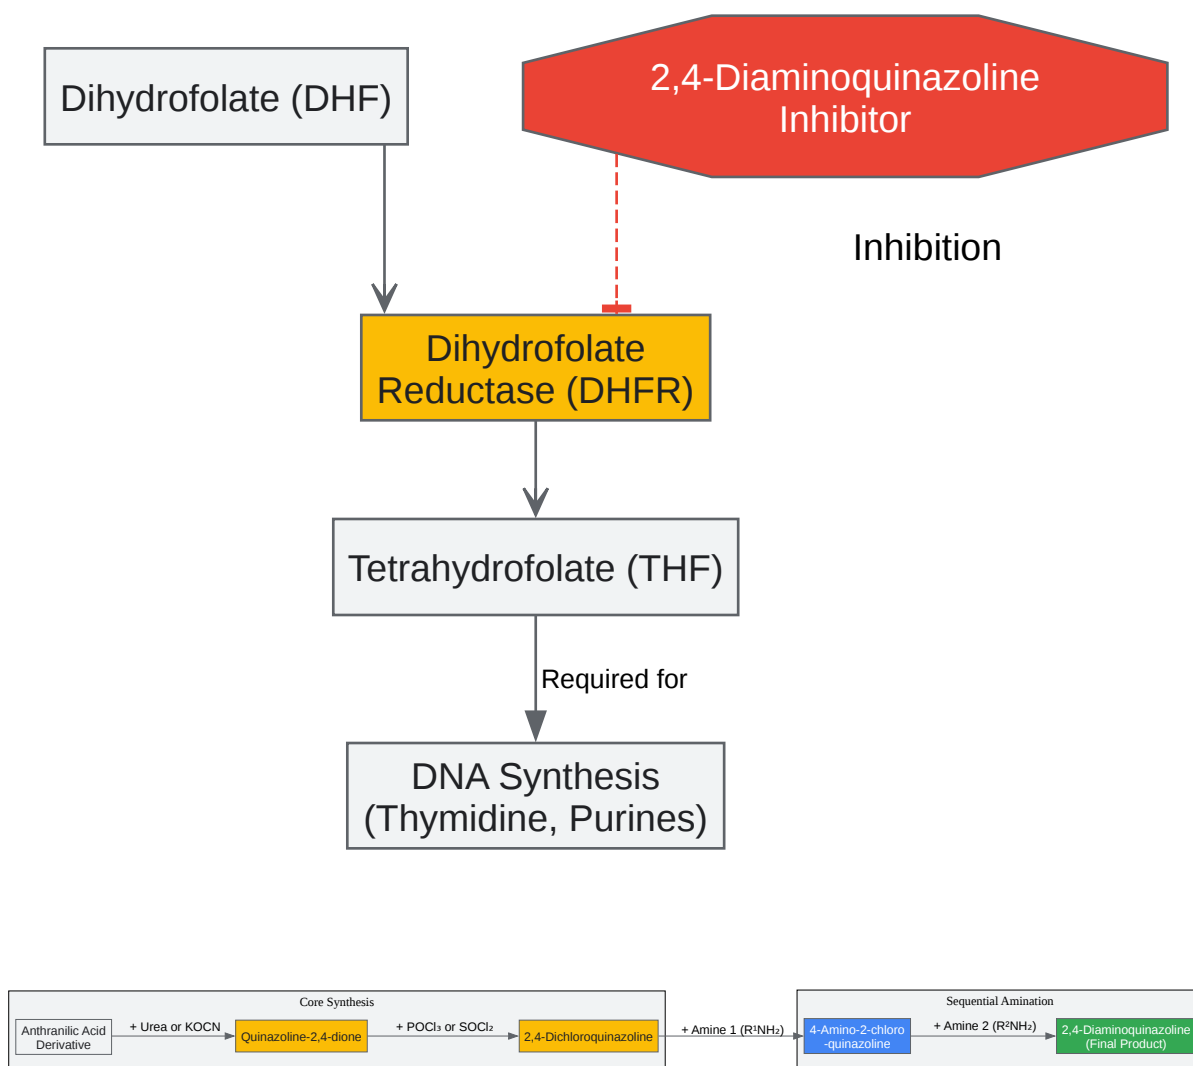 Dihydrofolate (DHF)
2,4-Diaminoquinazoline
Inhibitor
Inhibition
Dihydrofolate
Reductase (DHFR)
Tetrahydrofolate (THF)
Required for
DNA Synthesis
(Thymidine, Purines)
Core Synthesis
Anthranilic Acid
Derivative
+ Urea or KOCN
Quinazoline-2,4-dione
+ POCl₃ or SOCl₂
2,4-Dichloroquinazoline
+ Amine 1 (R¹NH₂)
Sequential Amination
4-Amino-2-chloro
-quinazoline
+ Amine 2 (R²NH₂)
2,4-Diaminoquinazoline
(Final Product)